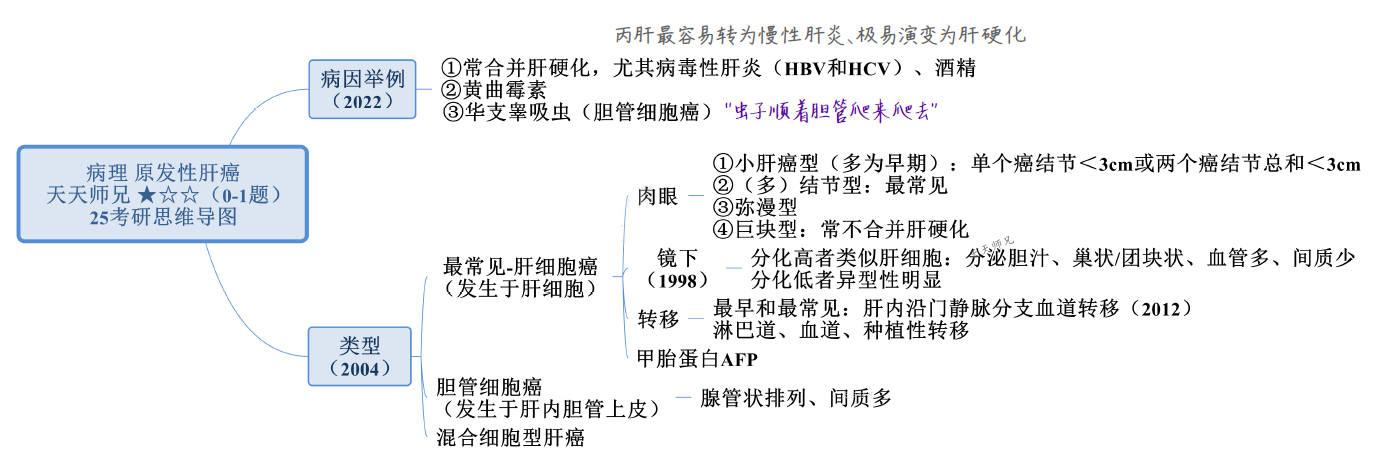 丙肝最容易转为慢性肝炎、极易演变为肝硬化
病因举例
（2022）
①常合并肝硬化，尤其病毒性肝炎（HBV和HCV）、酒精
②黄曲霉素
③华支睾吸虫（胆管细胞癌）"虫子顺着胆管爬来爬去"
病理 原发性肝癌
天天师兄 ★☆☆（0-1题）
25考研思维导图
类型
（2004）
最常见-肝细胞癌
（发生于肝细胞）
肉眼
①小肝癌型（多为早期）：单个癌结节＜3cm或两个癌结节总和＜3cm
②（多）结节型：最常见
③弥漫型
④巨块型：常不合并肝硬化
镜下
（1998）
分化高者类似肝细胞：分泌胆汁、巢状/团块状、血管多、间质少
分化低者异型性明显
转移
最早和最常见：肝内沿门静脉分支血道转移（2012）
淋巴道、血道、种植性转移
甲胎蛋白AFP
胆管细胞癌
（发生于肝内胆管上皮）
腺管状排列、间质多
混合细胞型肝癌